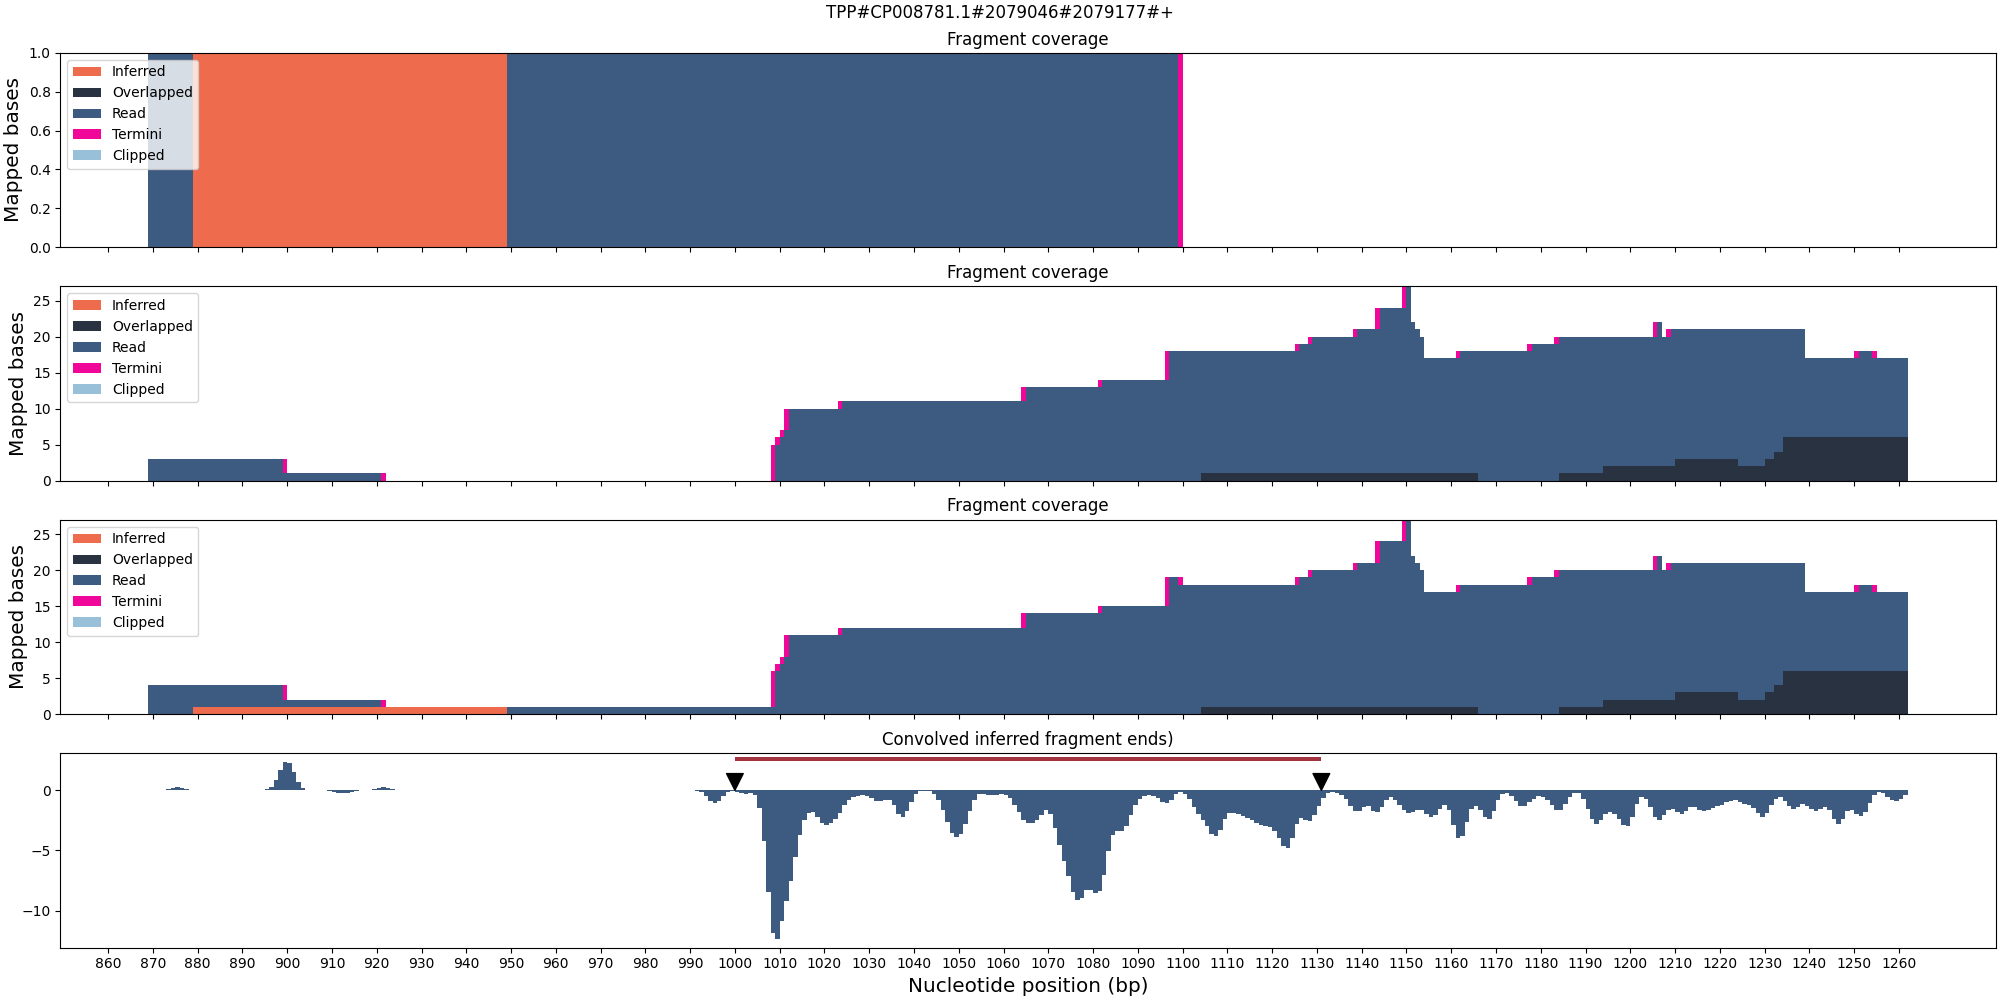 TPP#CP008781.1#2079046#2079177#+
Fragment coverage
Mapped bases
1.0
0.8
0.6
0.4
0.2
0.0
Inferred
Overlapped
Read
Termini
Clipped
Fragment coverage
Mapped bases
25
20
15
10
5
0
Inferred
Overlapped
Read
Termini
Clipped
Fragment coverage
Mapped bases
25
20
15
10
5
0
Inferred
Overlapped
Read
Termini
Clipped
Convolved inferred fragment ends)
0
−5
−10
860 870 880 890 900 910 920 930 940 950 960 970 980 990 1000 1010 1020 1030 1040 1050 1060 1070 1080 1090 1100 1110 1120 1130 1140 1150 1160 1170 1180 1190 1200 1210 1220 1230 1240 1250 1260
Nucleotide position (bp)